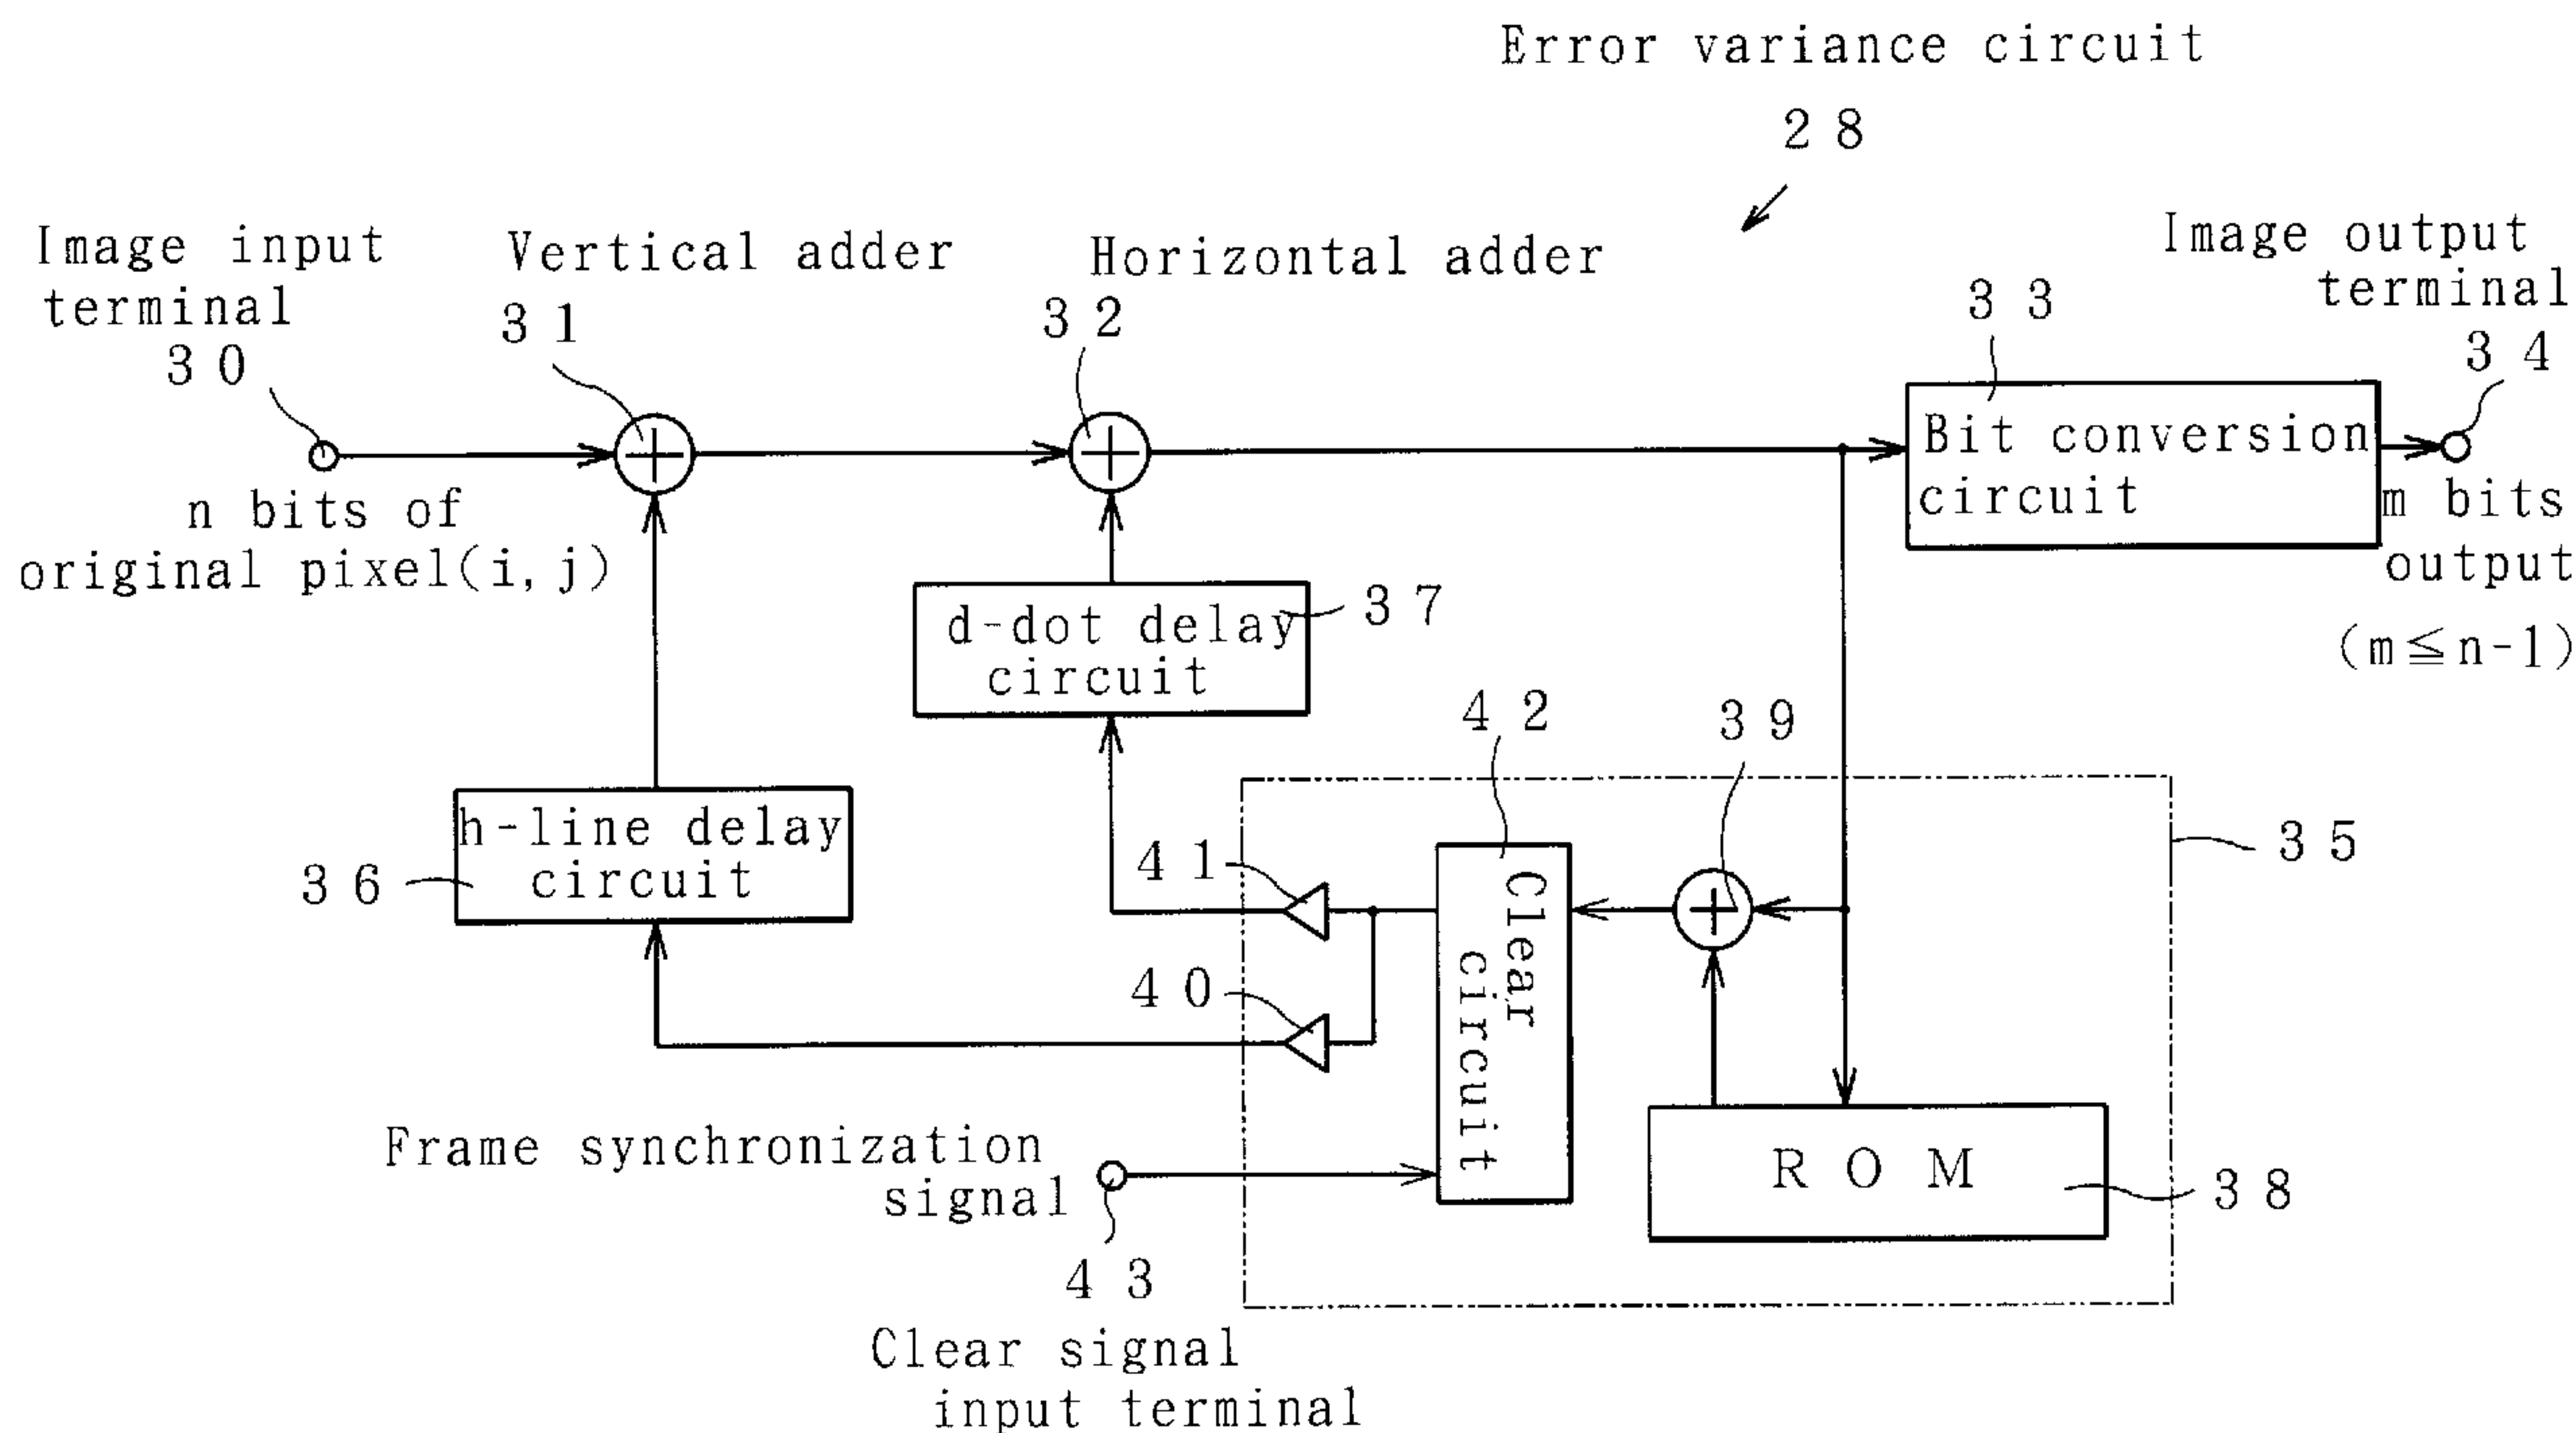 Error variance circuit
28
Image input
terminal
30
Vertical adder
31
Horizontal adder
32
33
Image output
terminal
34
Bit conversion
circuit
n bits of
original pixel(i,j)
m bits
output
(m≦n-1)
d-dot delay
circuit
37
42
39
h-line delay
circuit
36
41
40
Clear
circuit
35
ROM
38
Frame synchronization
signal
43
Clear signal
input terminal